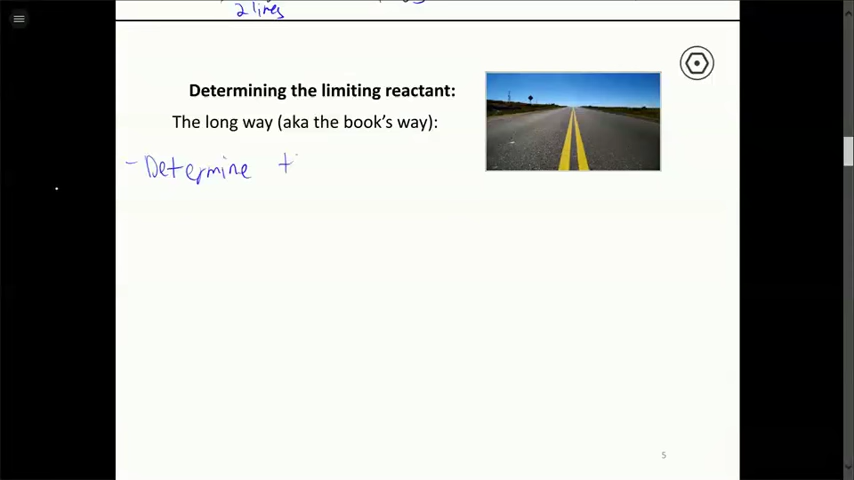 2 lines
Determining the limiting reactant:
The long way (aka the book's way):
- Determine t
5